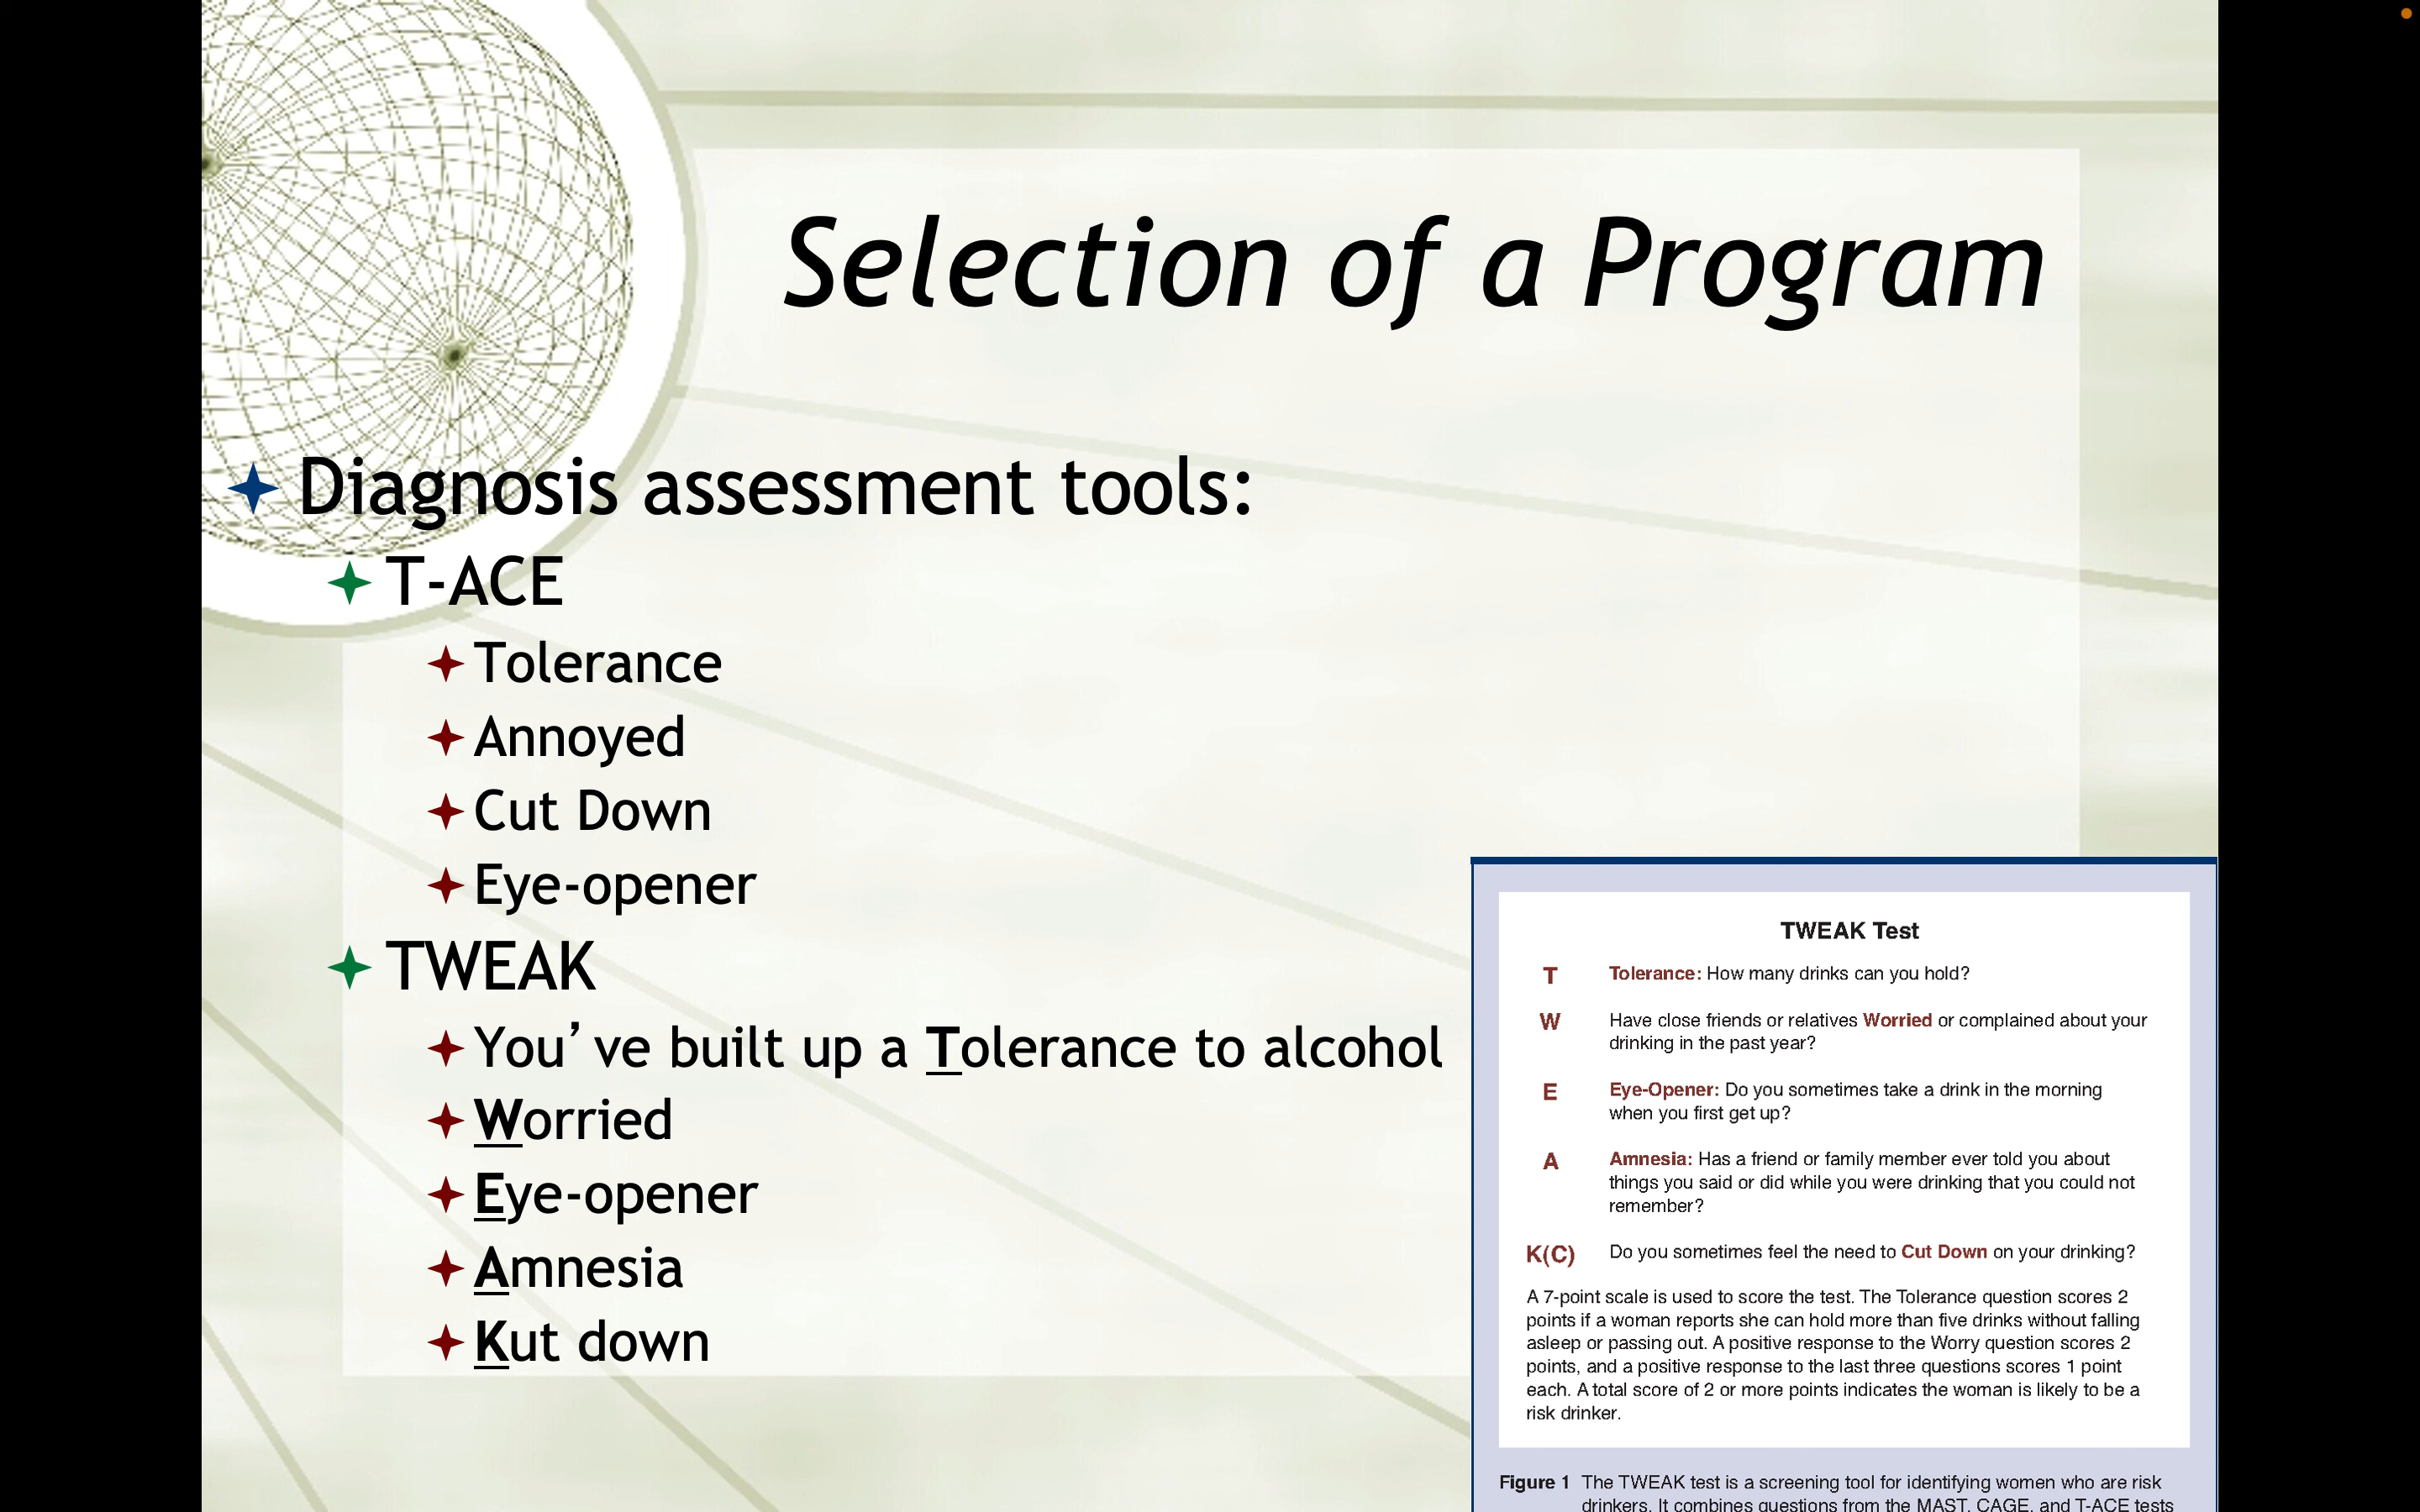 Selection of a Program
Diagnosis assessment tools:
T-ACE
Tolerance
Annoyed
Cut Down
Eye-opener
TWEAK
You’ ve built up a Tolerance to alcohol
Worried
Eye-opener
Amnesia
Kut down
TWEAK Test
T Tolerance: How many drinks can you hold?
W Have close friends or relatives Worried or complained about your
drinking in the past year?
E Eye-Opener: Do you sometimes take a drink in the morning
when you first get up?
A Amnesia: Has a friend or family member ever told you about
things you said or did while you were drinking that you could not
remember?
K(C) Do you sometimes feel the need to Cut Down on your drinking?
A 7-point scale is used to score the test. The Tolerance question scores 2
points if a woman reports she can hold more than five drinks without falling
asleep or passing out. A positive response to the Worry question scores 2
points, and a positive response to the last three questions scores 1 point
each. A total score of 2 or more points indicates the woman is likely to be a
risk drinker.
Figure 1 The TWEAK test is a screening tool for identifying women who are risk
drinkers. It combines questions from the MAST, CAGE, and T-ACE tests